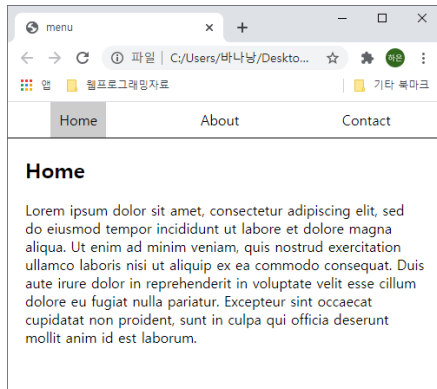 menu
파일 C:/Users/바나낭/Deskto... 하은
앱 웹프로그래밍자료 기타 북마크
Home About Contact
Home
Lorem ipsum dolor sit amet, consectetur adipiscing elit, sed
do eiusmod tempor incididunt ut labore et dolore magna
aliqua. Ut enim ad minim veniam, quis nostrud exercitation
ullamco laboris nisi ut aliquip ex ea commodo consequat. Duis
aute irure dolor in reprehenderit in voluptate velit esse cillum
dolore eu fugiat nulla pariatur. Excepteur sint occaecat
cupidatat non proident, sunt in culpa qui officia deserunt
mollit anim id est laborum.